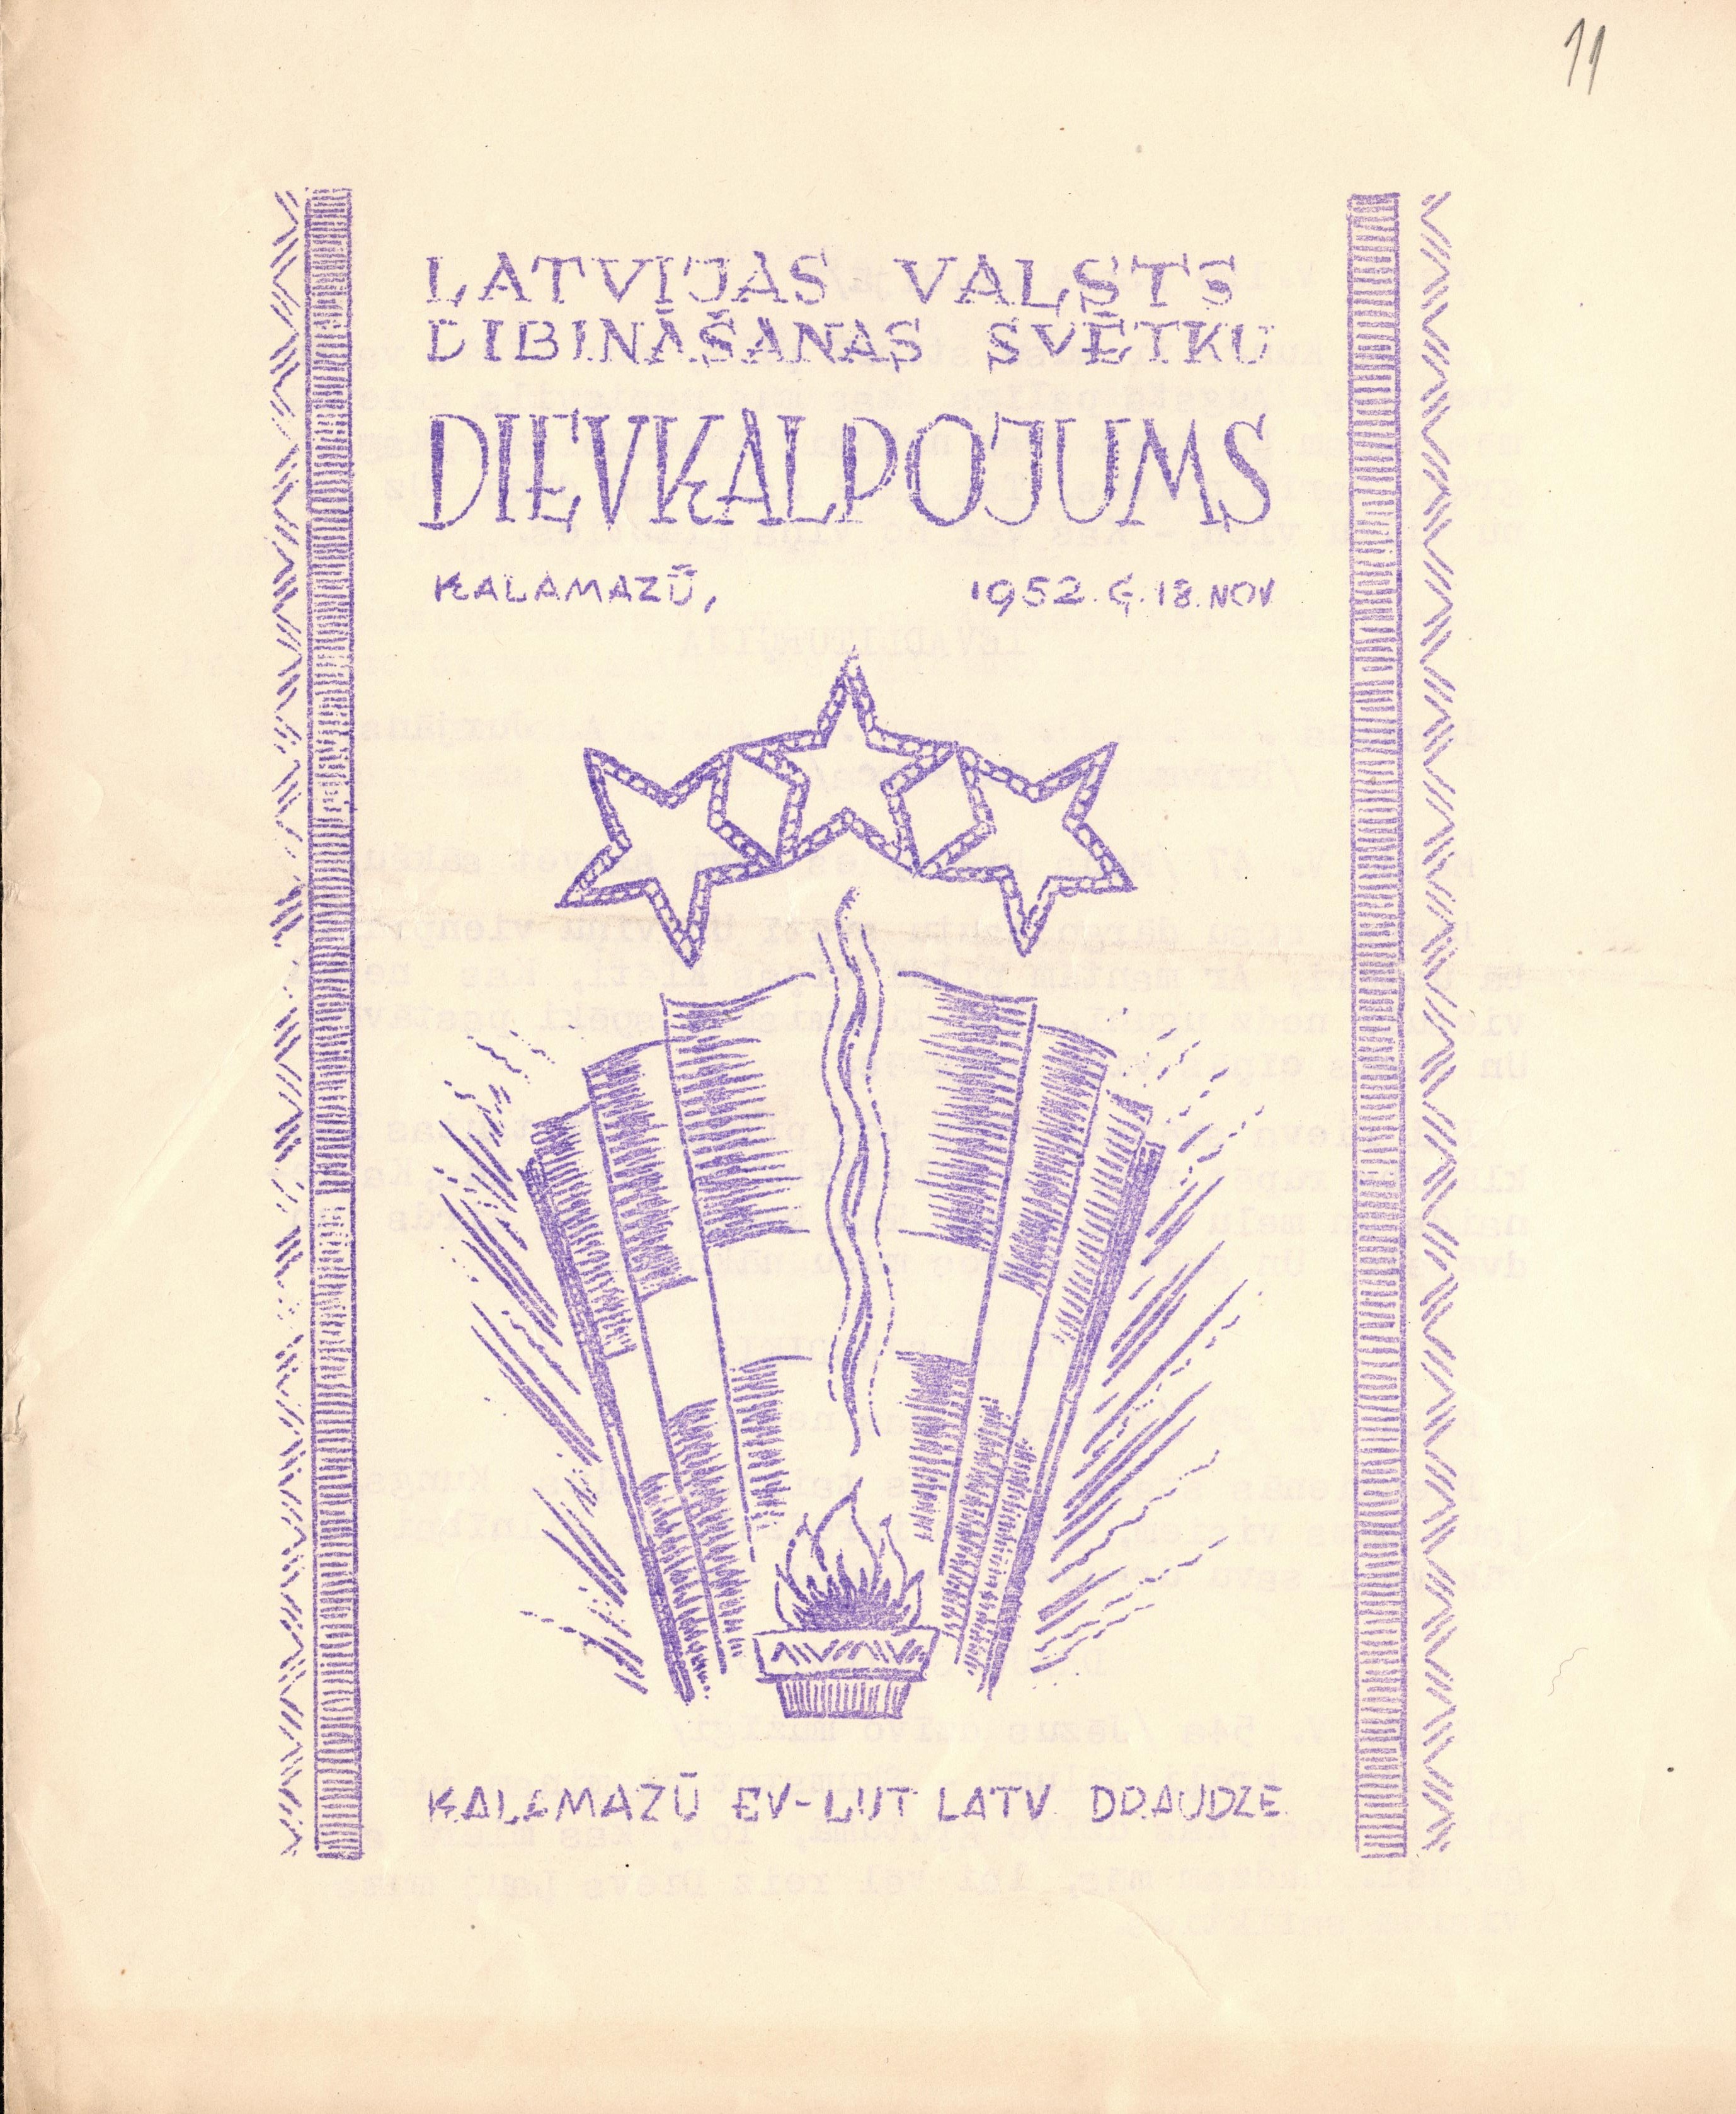 11
LATVIJAS VALSTS
DIBINĀŠANAS SVĒTKU
DIEVKALPOJUMS
KALAMAZŪ, 1952. G. 18. NOV
KALAMAZŪ EV-LUT LATV DRAUDZE